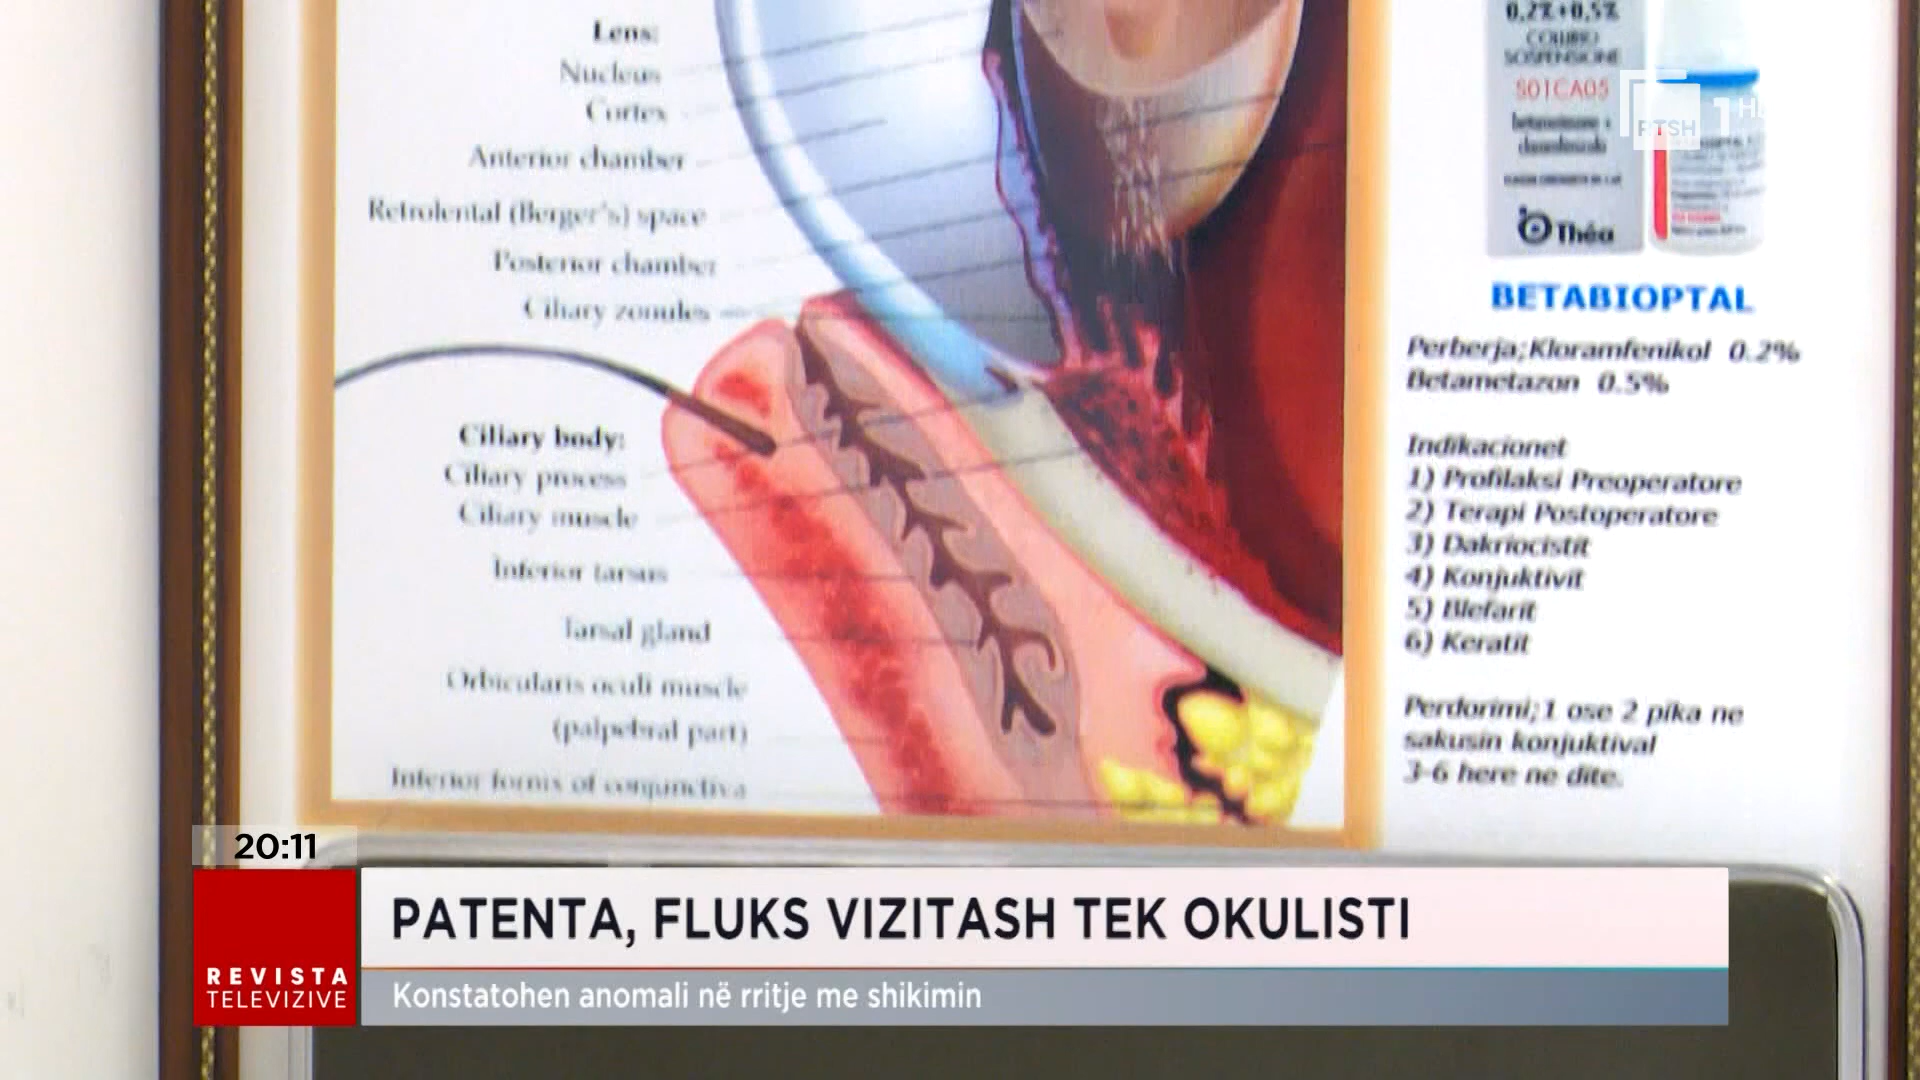 Lens:
Nucleus
Cortex
Anterior chamber
Retrolental (Berger's) space
Posterior chamber
Ciliary zonules
Ciliary body:
Ciliary process
Ciliary muscle
Inferior tarsus
Tarsal gland
Orbicularis oculi muscle
(palpebral part)
Inferior fornix of conjunctiva
0,2%+0,5%
COLLIRIO
SOSPENSIONE
S01CA05
betametasone +
Théa
RTSH
1 H
BETABIOPTAL
Perberja;Kloramfenikol 0.2%
Betametazon 0.5%
Indikacionet
1) Profilaksi Preoperatore
2) Terapi Postoperatore
3) Dakriocistit
4) Konjuktivit
5) Blefarit
6) Keratit
Perdorimi;1 ose 2 pika ne
sakusin konjuktival
3-6 here ne dite.
20:11
REVISTA
TELEVIZIVE
PATENTA, FLUKS VIZITASH TEK OKULISTI
Konstatohen anomali në rritje me shikimin